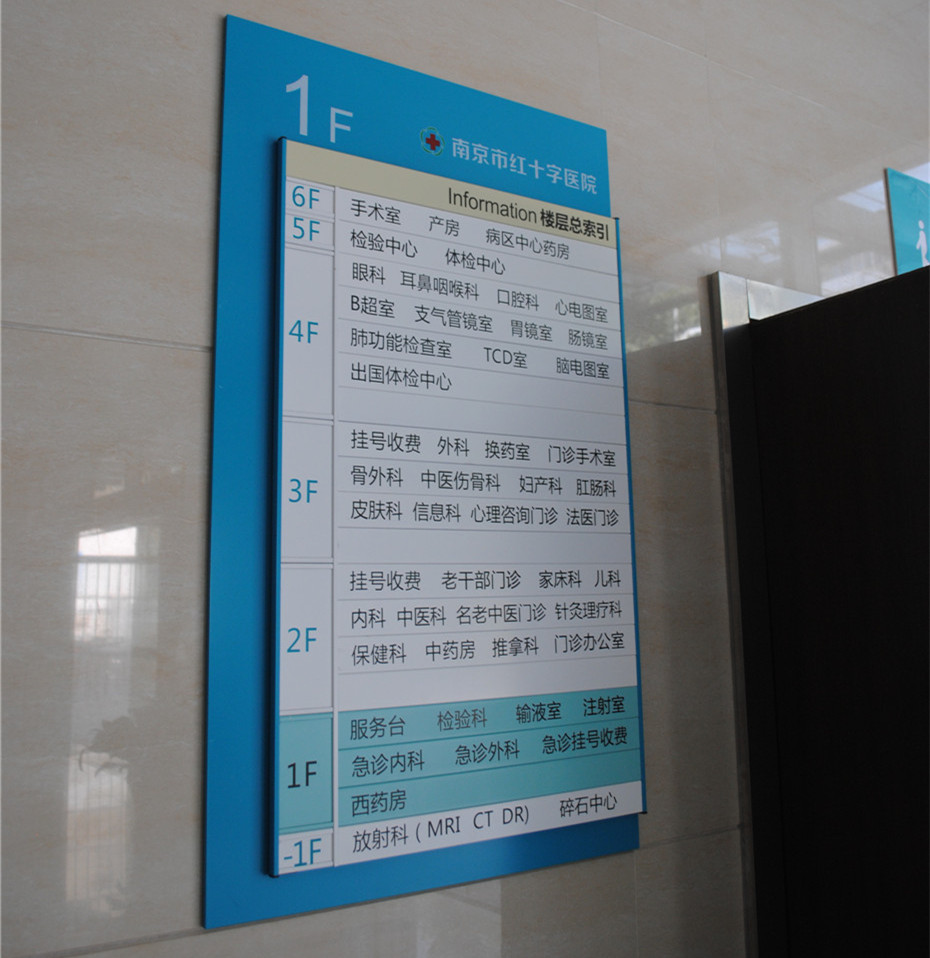 1F
南京市红十字医院
Information 楼层总索引
6F 手术室 产房 病区中心药房
5F 检验中心 体检中心
4F 眼科 耳鼻咽喉科 口腔科 心电图室
B超室 支气管镜室 胃镜室 肠镜室
肺功能检查室 TCD室 脑电图室
出国体检中心
3F 挂号收费 外科 换药室 门诊手术室
骨外科 中医伤骨科 妇产科 肛肠科
皮肤科 信息科 心理咨询门诊 法医门诊
2F 挂号收费 老干部门诊 家床科 儿科
内科 中医科 名老中医门诊 针灸理疗科
保健科 中药房 推拿科 门诊办公室
1F 服务台 检验科 输液室 注射室
急诊内科 急诊外科 急诊挂号收费
西药房
-1F 放射科 (MRI CT DR) 碎石中心